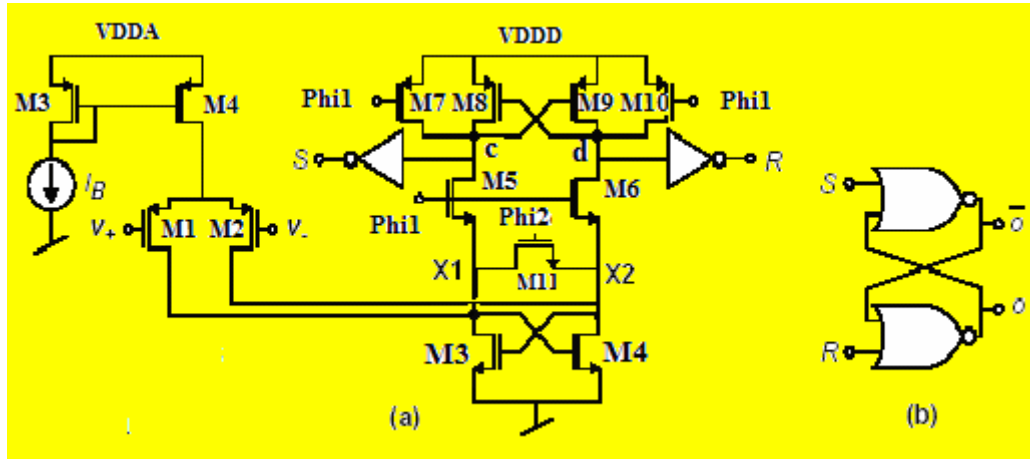 VDDA VDDD
M3 M4 Phi1 M7 M8 M9 M10 Phi1
S c d R
I_B M5 M6 S
V+ M1 M2 V- Phi1 Phi2 o̅
X1 M11 X2
o
M3 M4 R
(a) (b)